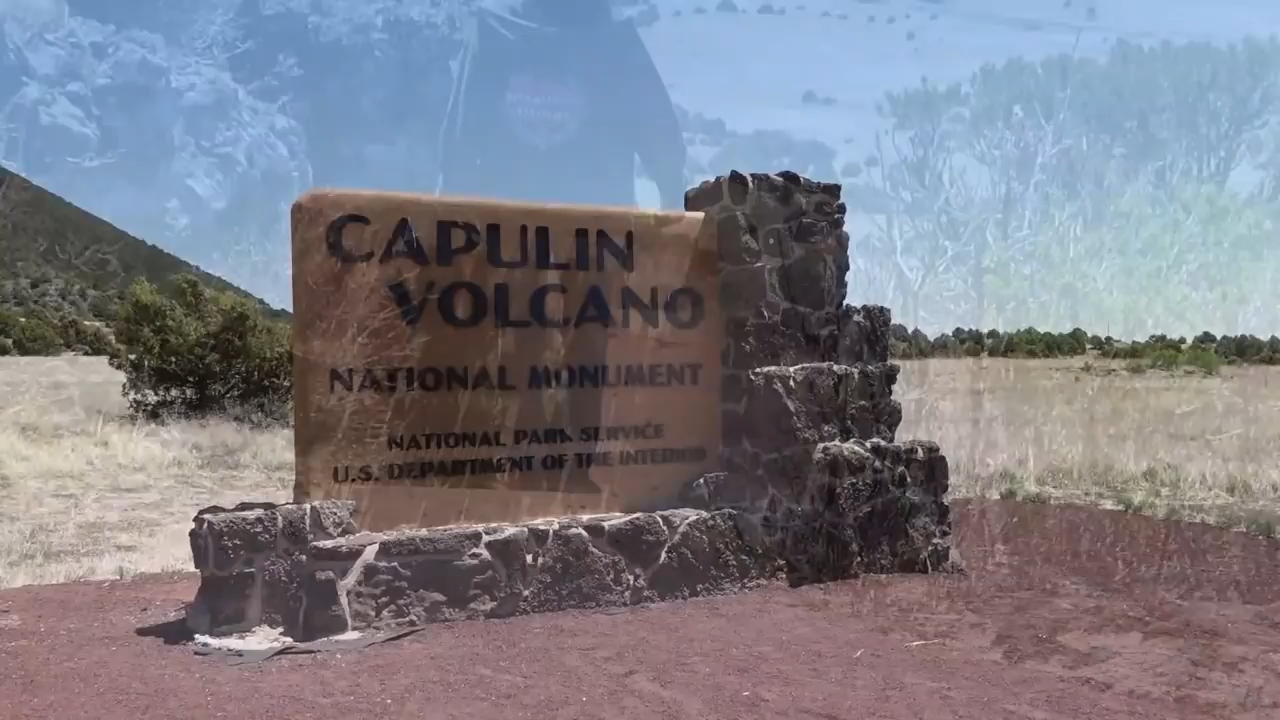 CAPULIN
VOLCANO
NATIONAL MONUMENT
NATIONAL PARK SERVICE
U.S. DEPARTMENT OF THE INTERIOR